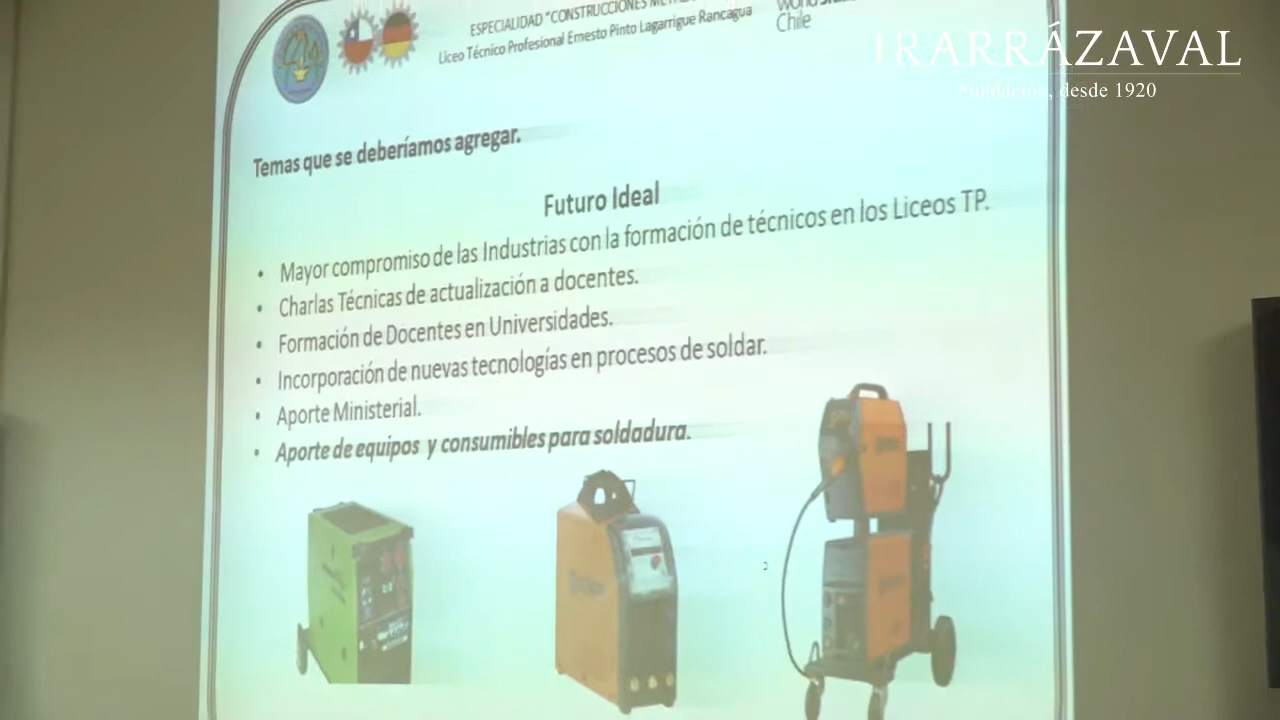 ESPECIALIDAD "CONSTRUCCIONES
Liceo Técnico Profesional Ernesto Pinto Lagarrigue Rancagua
Chile
IRARRÁZAVAL
Fundación, desde 1920
Temas que se deberíamos agregar.
Futuro Ideal
• Mayor compromiso de las Industrias con la formación de técnicos en los Liceos TP.
• Charlas Técnicas de actualización a docentes.
• Formación de Docentes en Universidades.
• Incorporación de nuevas tecnologías en procesos de soldar.
• Aporte Ministerial.
• Aporte de equipos y consumibles para soldadura.